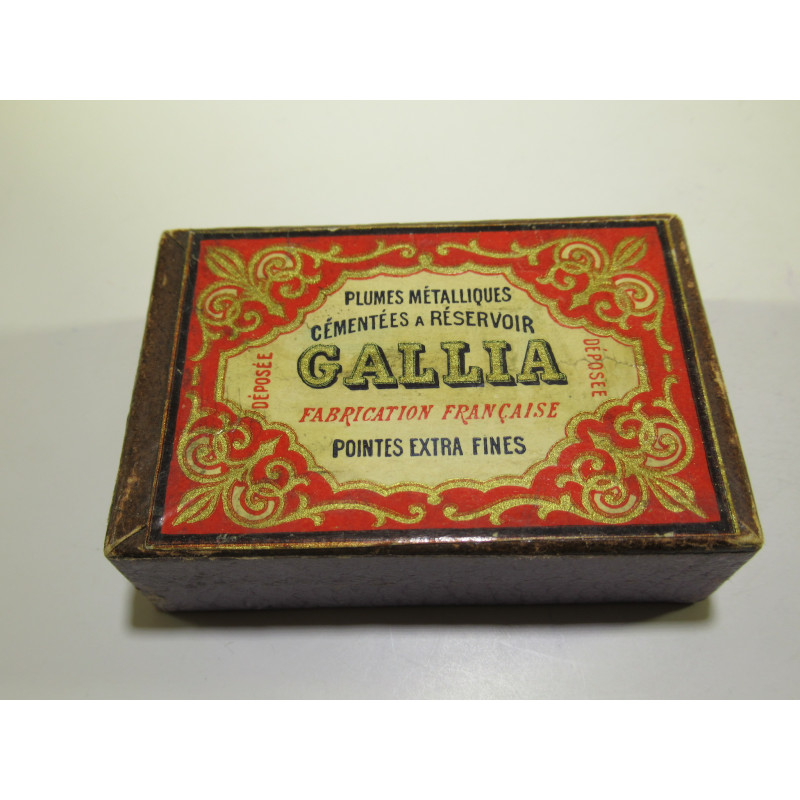 PLUMES MÉTALLIQUES
CÉMENTÉES A RÉSERVOIR
GALLIA
DÉPOSÉE
DÉPOSÉE
FABRICATION FRANÇAISE
POINTES EXTRA FINES